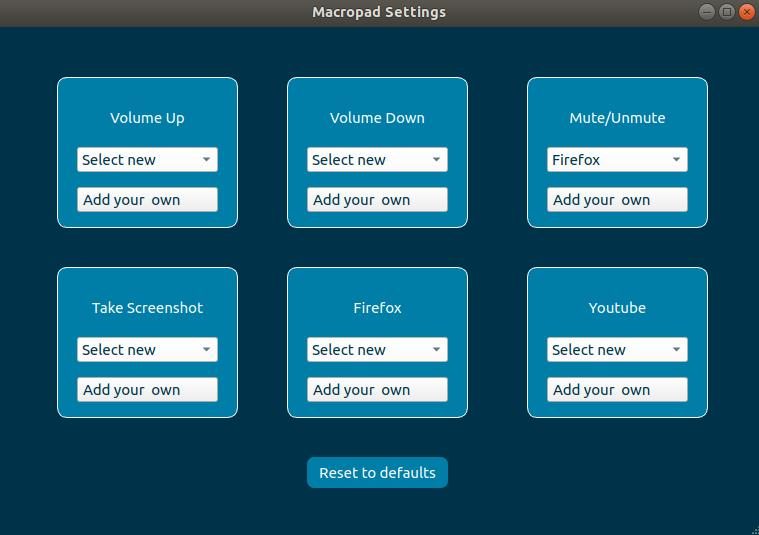 Macropad Settings
Volume Up
Volume Down
Mute/Unmute
Select new
Select new
Firefox
Add your  own
Add your  own
Add your  own
Take Screenshot
Firefox
Youtube
Select new
Select new
Select new
Add your  own
Add your  own
Add your  own
Reset to defaults